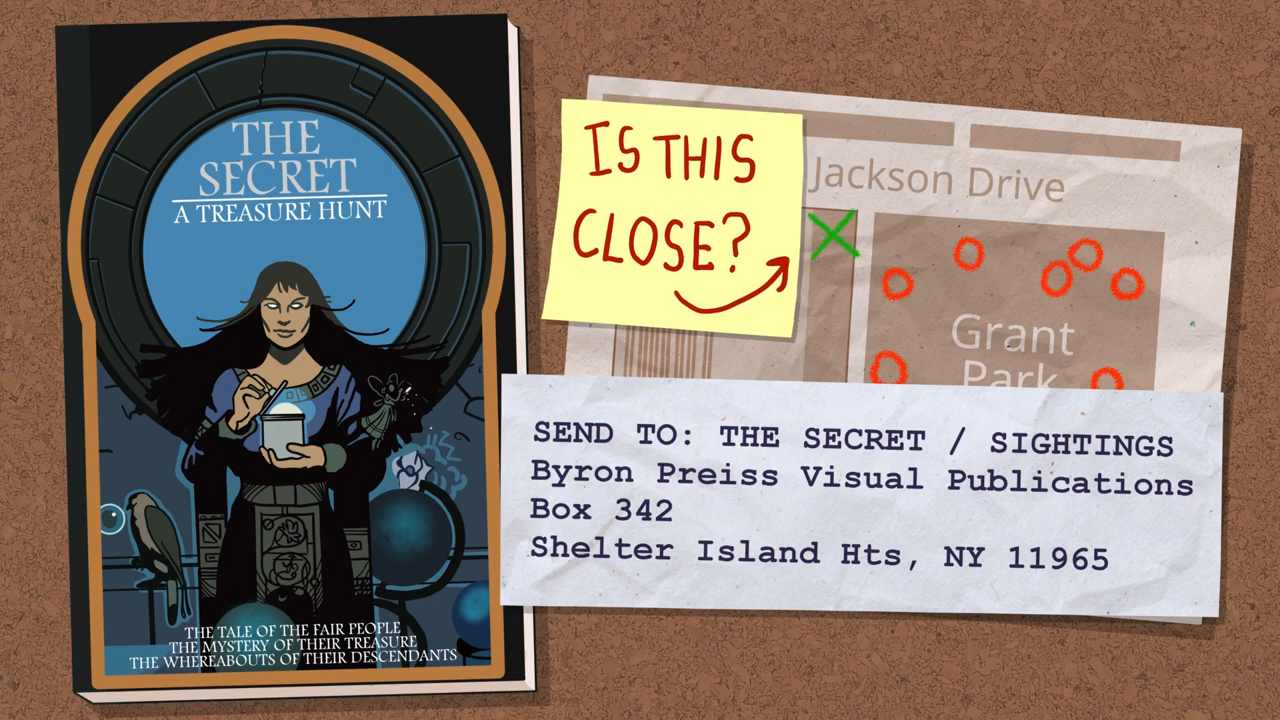 THE
SECRET
A TREASURE HUNT
THE TALE OF THE FAIR PEOPLE
THE MYSTERY OF THEIR TREASURE
THE WHEREABOUTS OF THEIR DESCENDANTS
IS THIS
CLOSE?
Jackson Drive
Grant
Park
SEND TO: THE SECRET / SIGHTINGS
Byron Preiss Visual Publications
Box 342
Shelter Island Hts, NY 11965